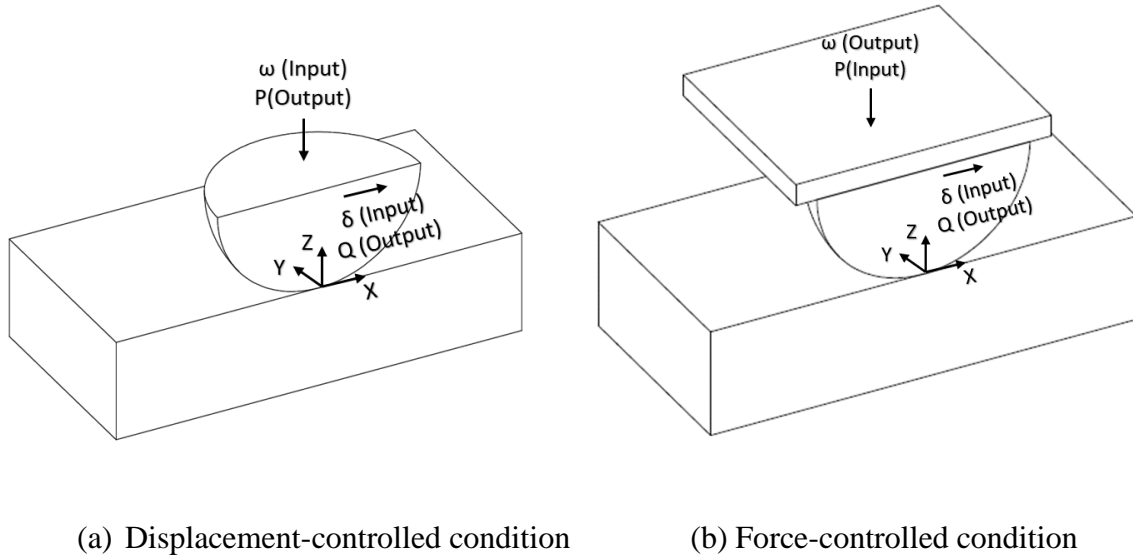 ω (Input)
P(Output)
δ (Input)
Q (Output)
Z
Y
X
ω (Output)
P(Input)
δ (Input)
Q (Output)
Z
Y
X
(a) Displacement-controlled condition
(b) Force-controlled condition